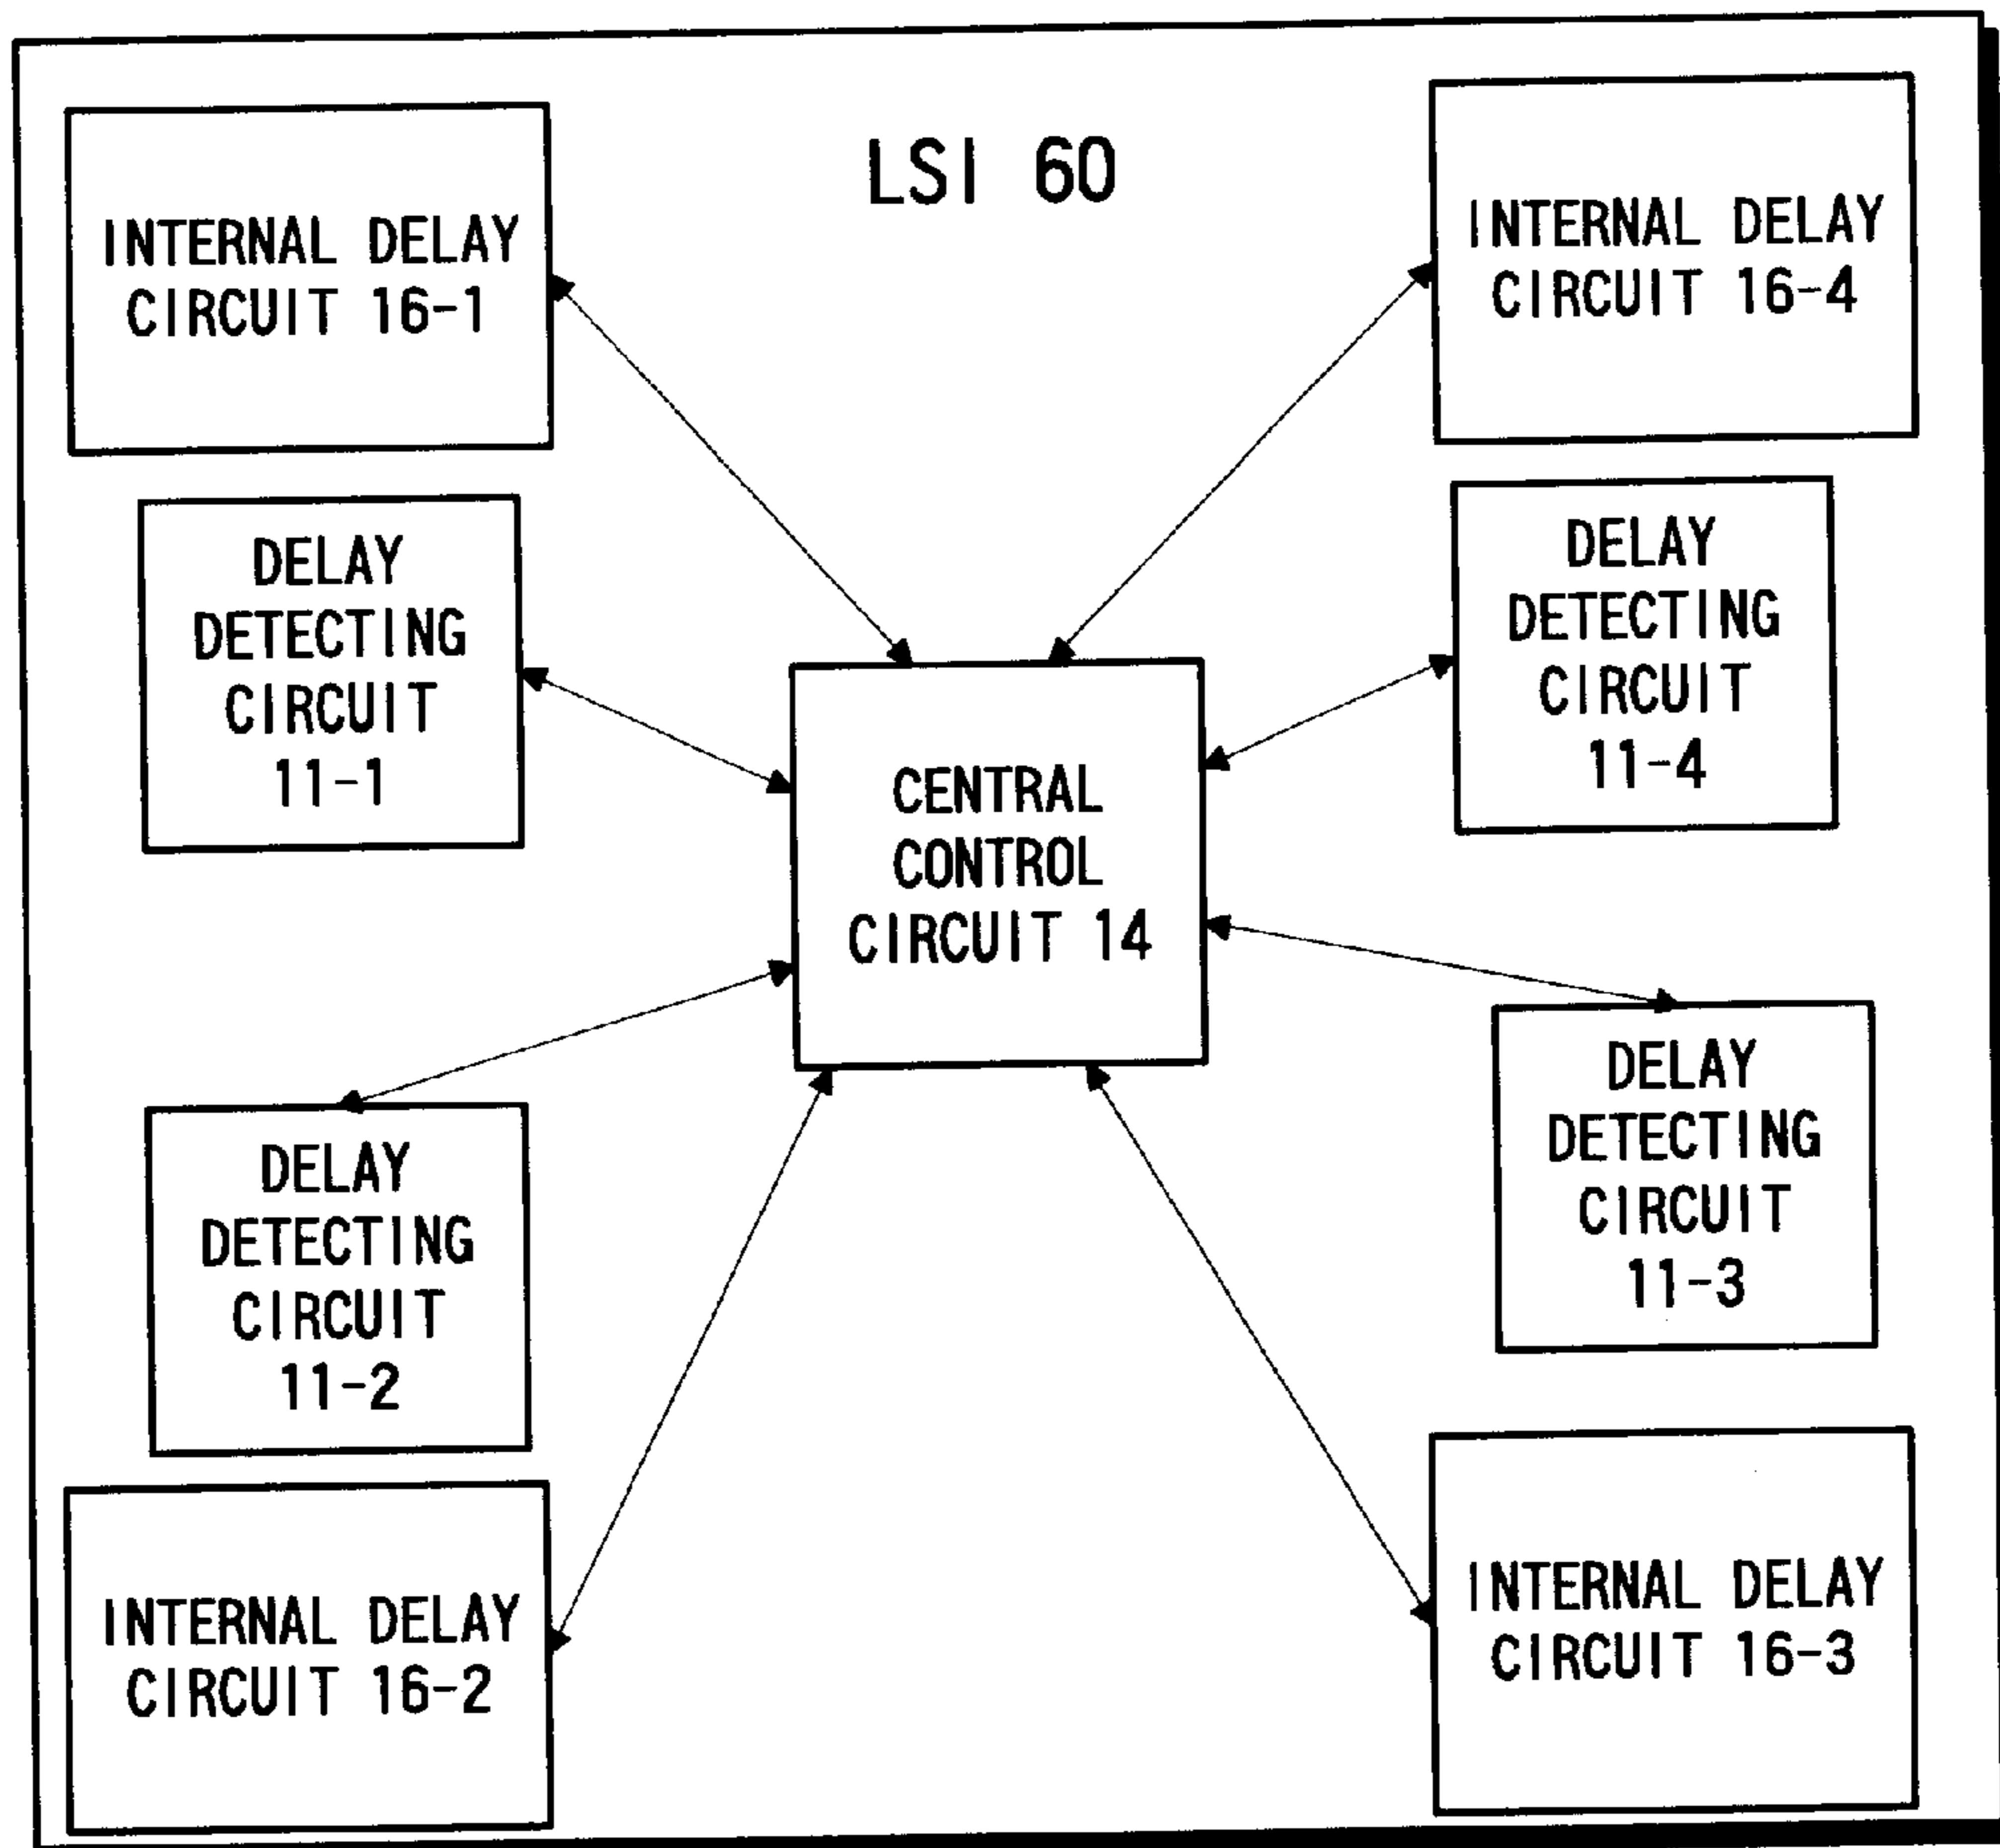 LSI 60
INTERNAL DELAY
CIRCUIT 16-1
INTERNAL DELAY
CIRCUIT 16-4
DELAY
DETECTING
CIRCUIT
11-1
DELAY
DETECTING
CIRCUIT
11-4
CENTRAL
CONTROL
CIRCUIT 14
DELAY
DETECTING
CIRCUIT
11-2
DELAY
DETECTING
CIRCUIT
11-3
INTERNAL DELAY
CIRCUIT 16-2
INTERNAL DELAY
CIRCUIT 16-3